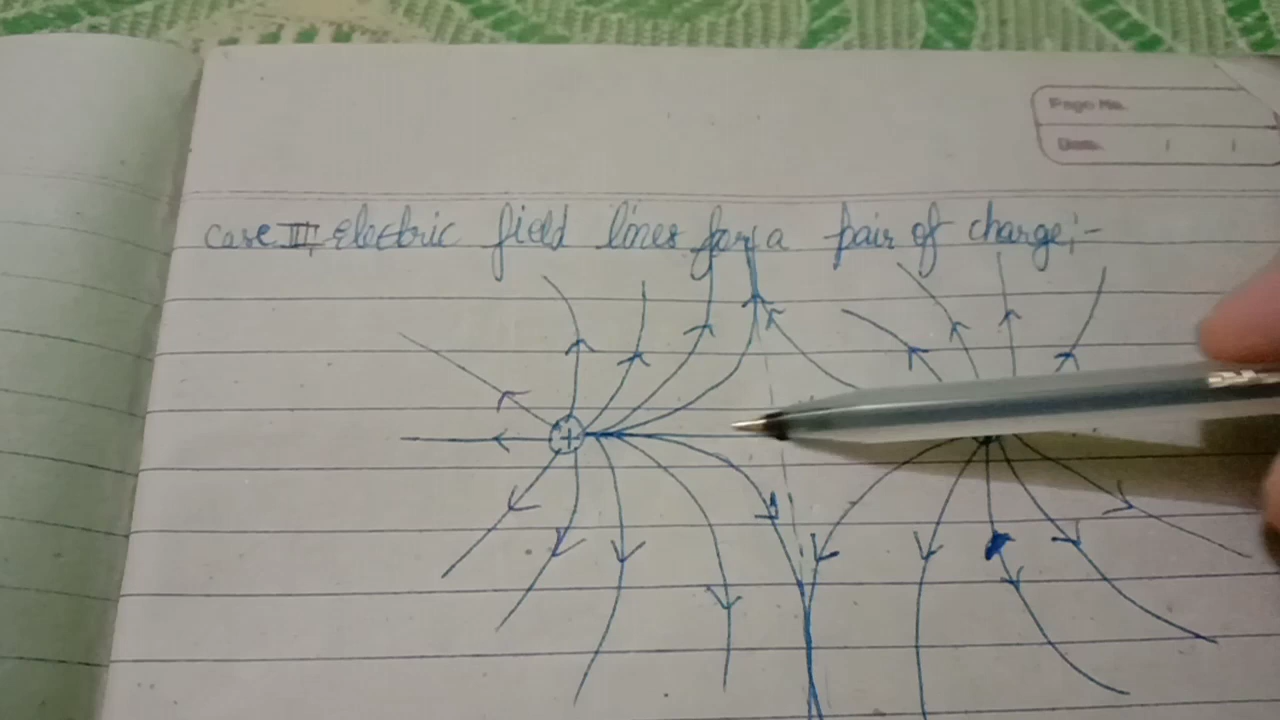 Page No.
Date.
case III, Electric field lines for a pair of charge;-
+